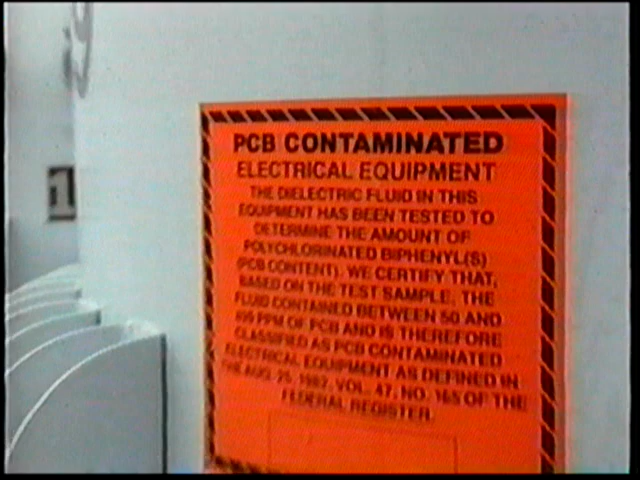 1
PCB CONTAMINATED
ELECTRICAL EQUIPMENT
THE DIELECTRIC FLUID IN THIS
EQUIPMENT HAS BEEN TESTED TO
DETERMINE THE AMOUNT OF
POLYCHLORINATED BIPHENYL(S)
(PCB CONTENT). WE CERTIFY THAT,
BASED ON THE TEST SAMPLE, THE
FLUID CONTAINED BETWEEN 50 AND
PPM OF PCB AND IS THEREFORE
CLASSIFIED AS PCB CONTAMINATED
ELECTRICAL EQUIPMENT AS DEFINED IN
THE AUG. 25, 1982, VOL. 47, NO. 165 OF THE
FEDERAL REGISTER.